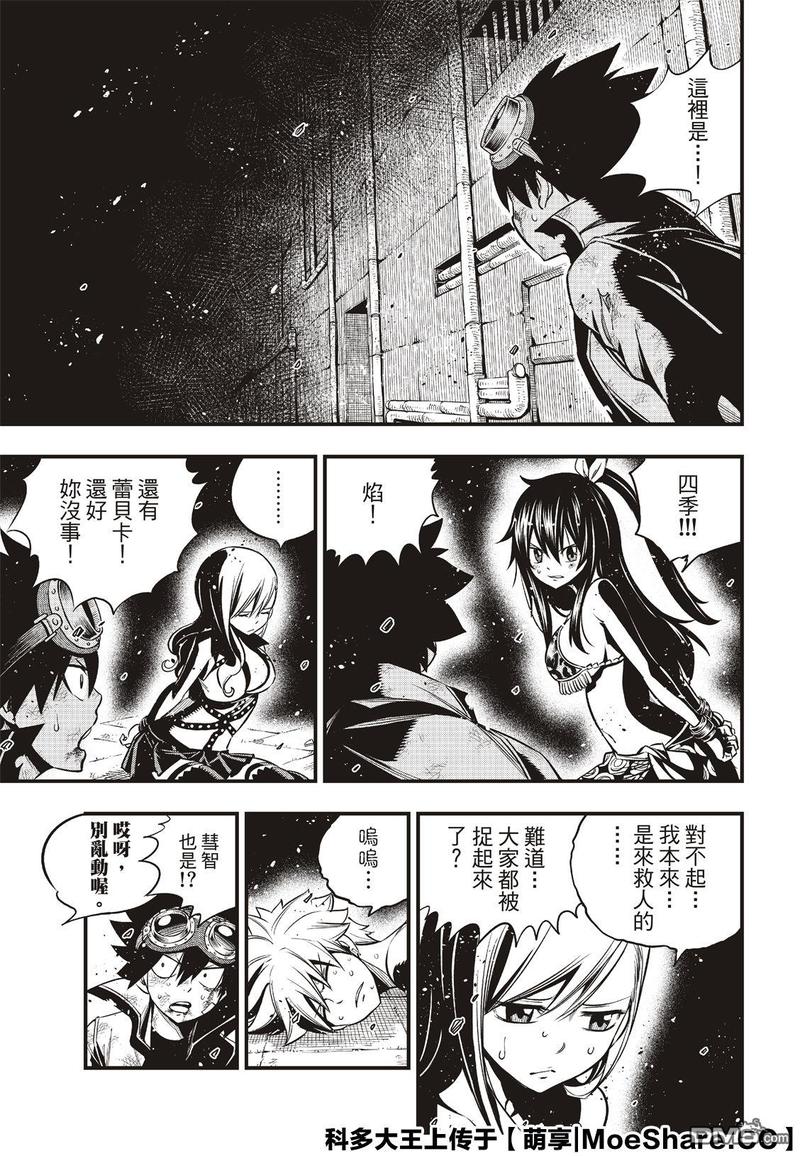 這裡是…！
四季!!!
焰！
………
還有
蕾貝卡！
還好
妳沒事！
對不起…
我本來…
是來救人的
……
難道…
大家都被
捉起來
了？
嗚嗚…
彗智
也是!?
哎呀，
別亂動喔。
科多大王上传于【萌享|MoeShare.CC】